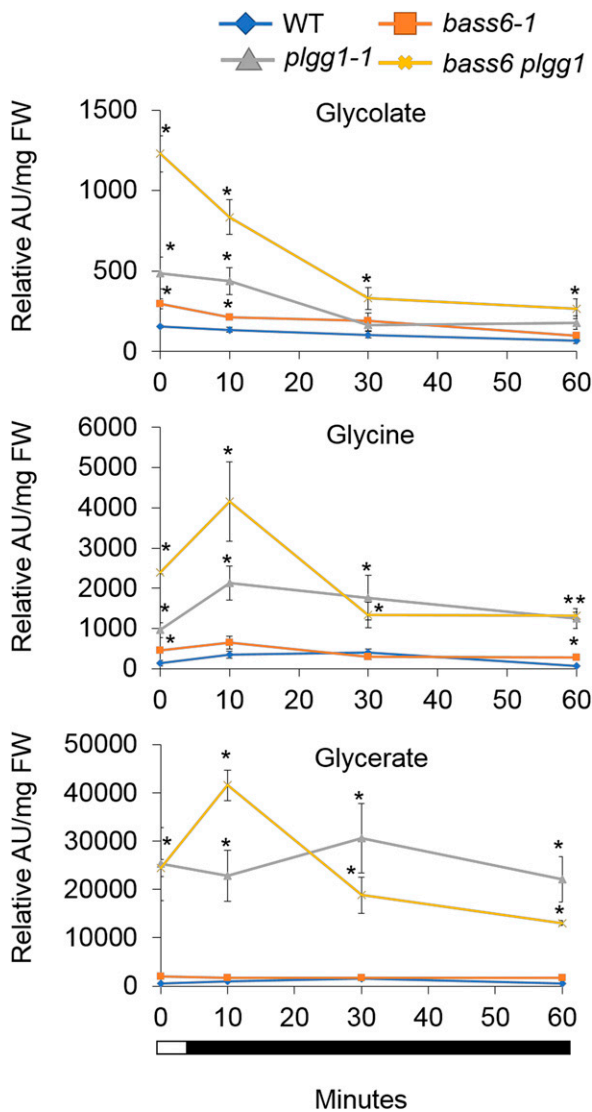 WT bass6-1
plgg1-1 bass6 plgg1
Glycolate
Relative AU/mg FW
1500
1000
500
0
* * * * * * * *
0 10 20 30 40 50 60
Glycine
Relative AU/mg FW
6000
5000
4000
3000
2000
1000
0
* * * * * * * ** *
0 10 20 30 40 50 60
Glycerate
Relative AU/mg FW
50000
40000
30000
20000
10000
0
* * * * * * *
0 10 20 30 40 50 60
Minutes